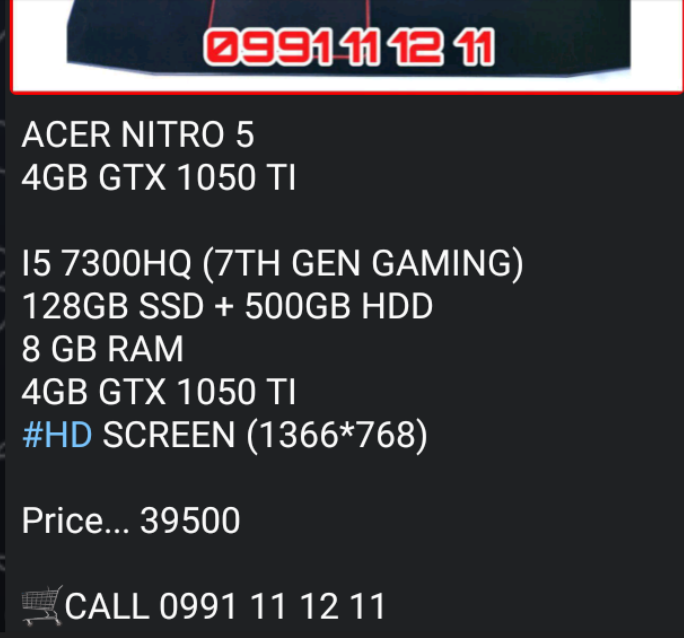 0991 11 12 11
ACER NITRO 5
4GB GTX 1050 TI
I5 7300HQ (7TH GEN GAMING)
128GB SSD + 500GB HDD
8 GB RAM
4GB GTX 1050 TI
#HD SCREEN (1366*768)
Price... 39500
🛒CALL 0991 11 12 11